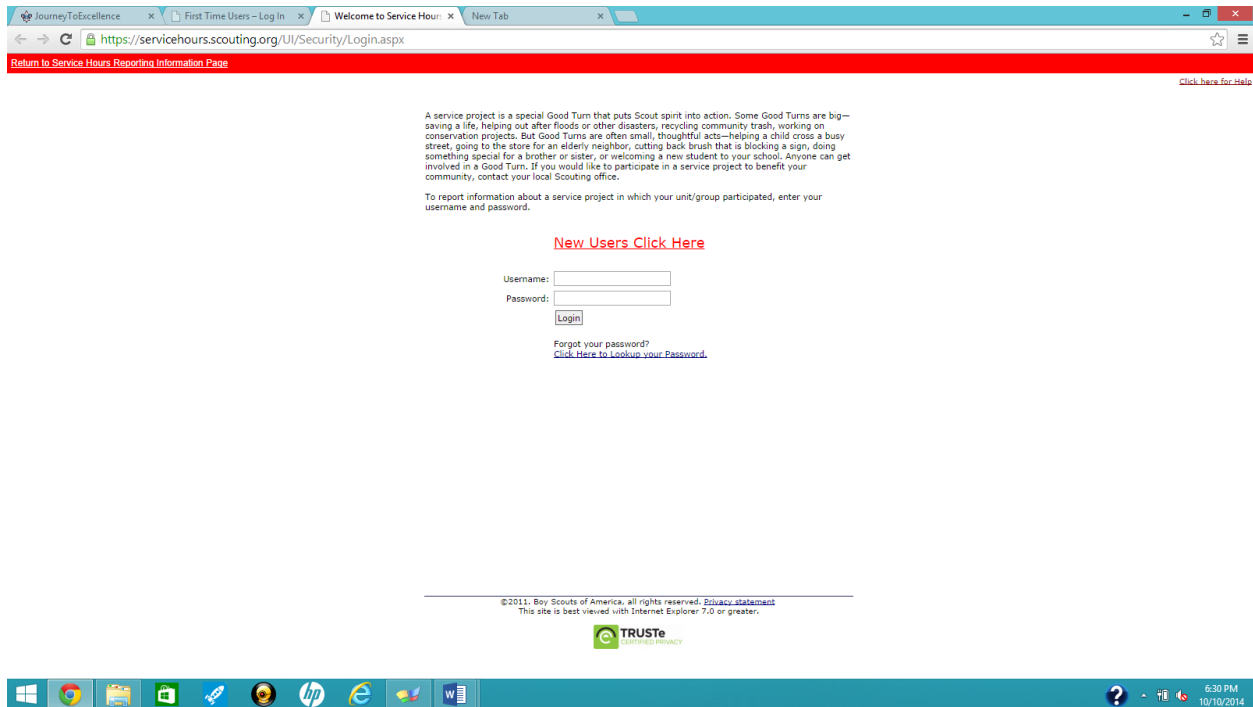 JourneyToExcellence
First Time Users – Log In
Welcome to Service Hour
New Tab
https://servicehours.scouting.org/UI/Security/Login.aspx
Return to Service Hours Reporting Information Page
Click here for Help
A service project is a special Good Turn that puts Scout spirit into action. Some Good Turns are big—
saving a life, helping out after floods or other disasters, recycling community trash, working on
conservation projects. But Good Turns are often small, thoughtful acts—helping a child cross a busy
street, going to the store for an elderly neighbor, cutting back brush that is blocking a sign, doing
something special for a brother or sister, or welcoming a new student to your school. Anyone can get
involved in a Good Turn. If you would like to participate in a service project to benefit your
community, contact your local Scouting office.
To report information about a service project in which your unit/group participated, enter your
username and password.
New Users Click Here
Username:
Password:
Login
Forgot your password?
Click Here to Lookup your Password.
©2011. Boy Scouts of America, all rights reserved. Privacy statement
This site is best viewed with Internet Explorer 7.0 or greater.
TRUSTe
CERTIFIED PRIVACY
hp
6:30 PM
10/10/2014